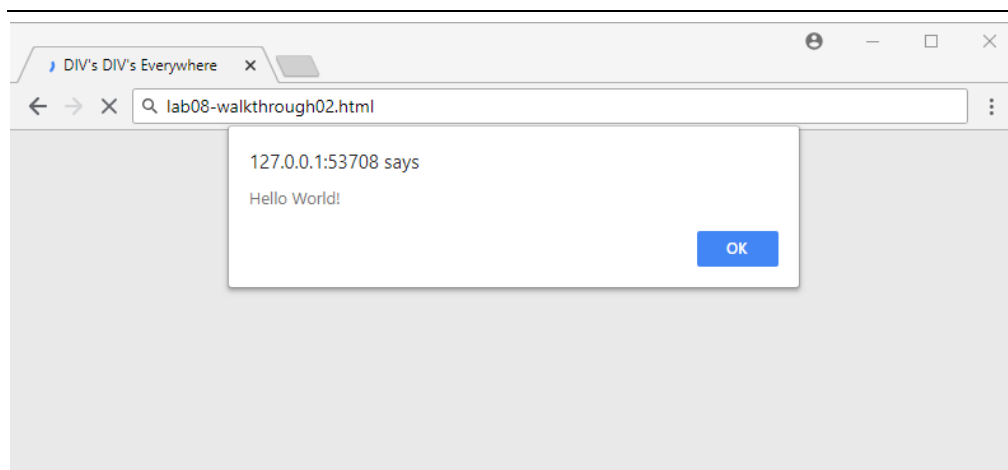 DIV's DIV's Everywhere
lab08-walkthrough02.html
127.0.0.1:53708 says
Hello World!
OK